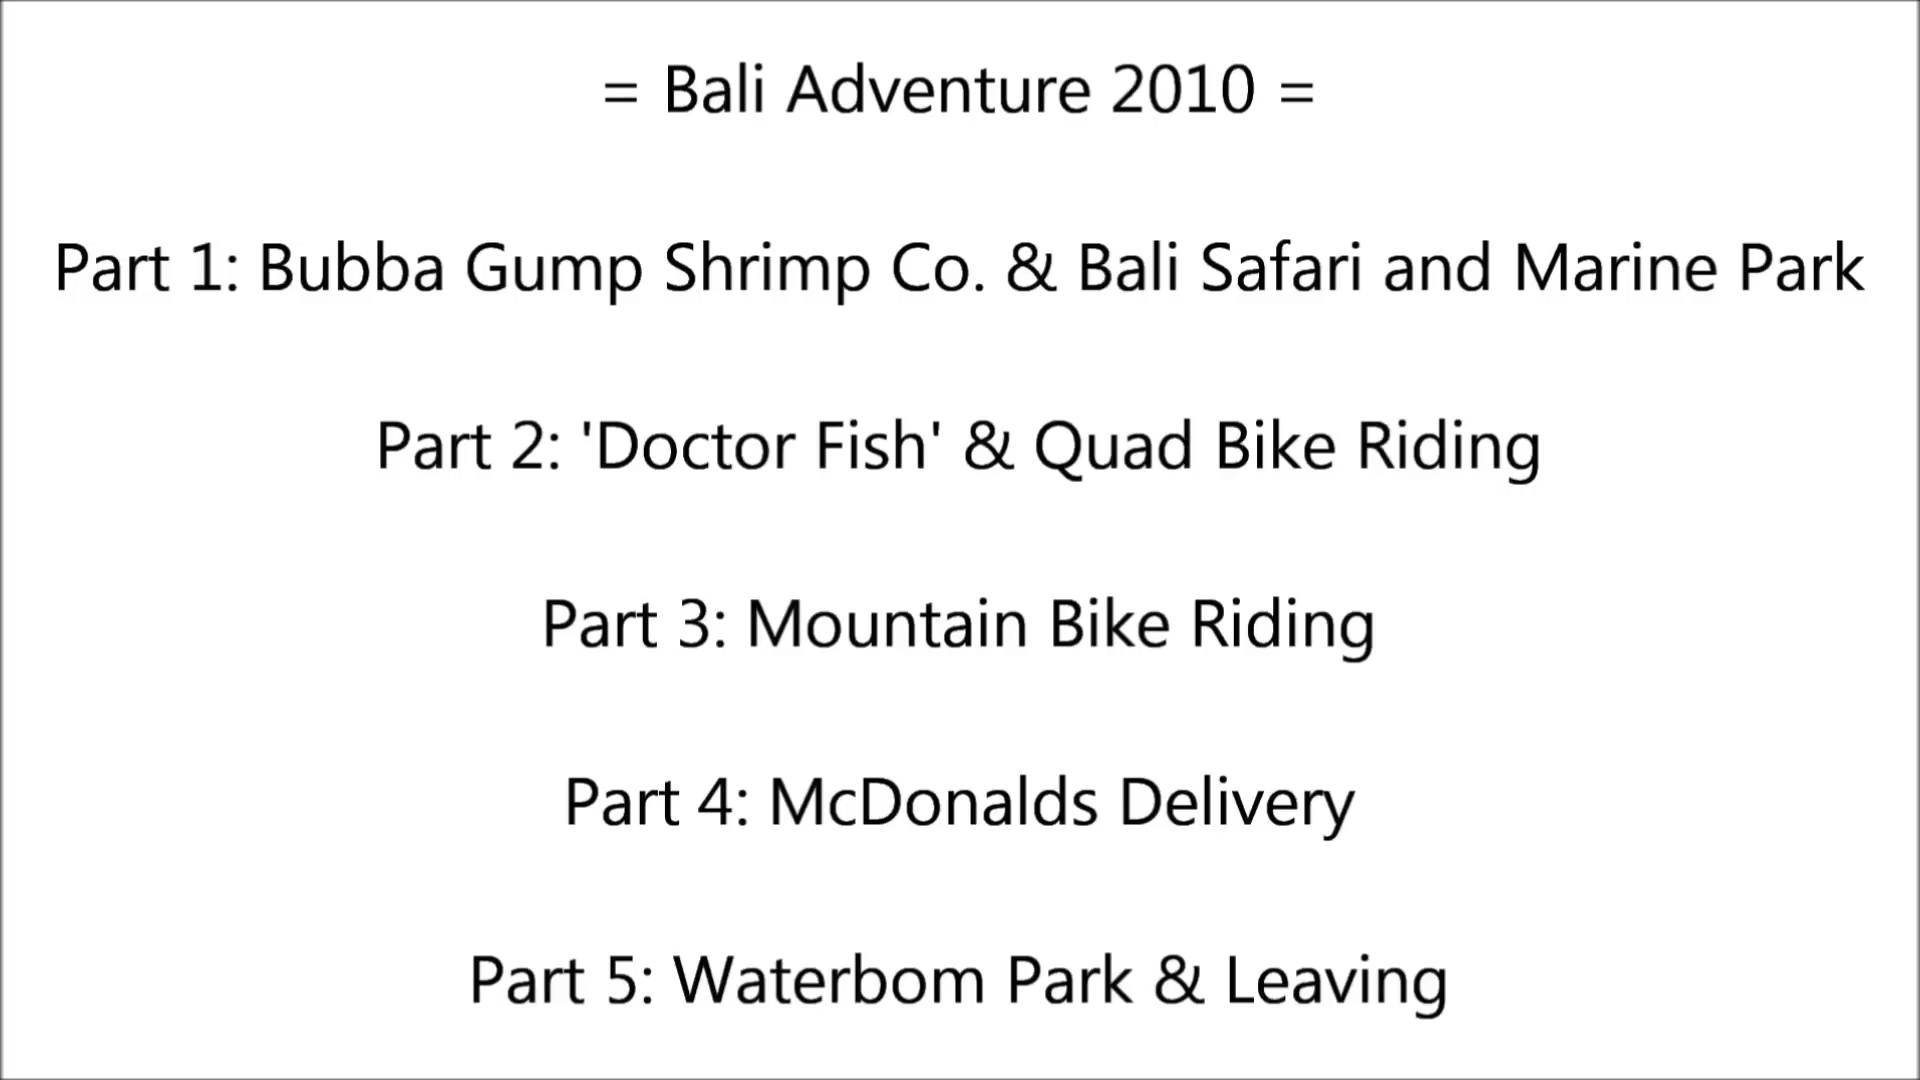 = Bali Adventure 2010 =
Part 1: Bubba Gump Shrimp Co. & Bali Safari and Marine Park
Part 2: 'Doctor Fish' & Quad Bike Riding
Part 3: Mountain Bike Riding
Part 4: McDonalds Delivery
Part 5: Waterbom Park & Leaving